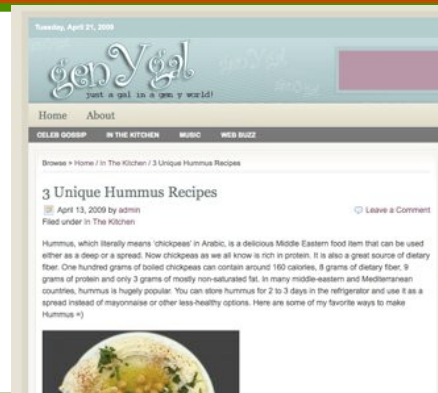 Tuesday, April 21, 2009
gen Y gal
just a gal in a gen y world!
Home About
CELEB GOSSIP IN THE KITCHEN MUSIC WEB BUZZ
Browse > Home / In The Kitchen / 3 Unique Hummus Recipes
3 Unique Hummus Recipes
April 13, 2009 by admin
Leave a Comment
Filed under In The Kitchen
Hummus, which literally means 'chickpeas' in Arabic, is a delicious Middle Eastern food item that can be used
either as a deep or a spread. Now chickpeas as we all know is rich in protein. It is also a great source of dietary
fiber. One hundred grams of boiled chickpeas can contain around 160 calories, 8 grams of dietary fiber, 9
grams of protein and only 3 grams of mostly non-saturated fat. In many middle-eastern and Mediterranean
countries, hummus is hugely popular. You can store hummus for 2 to 3 days in the refrigerator and use it as a
spread instead of mayonnaise or other less-healthy options. Here are some of my favorite ways to make
Hummus =)